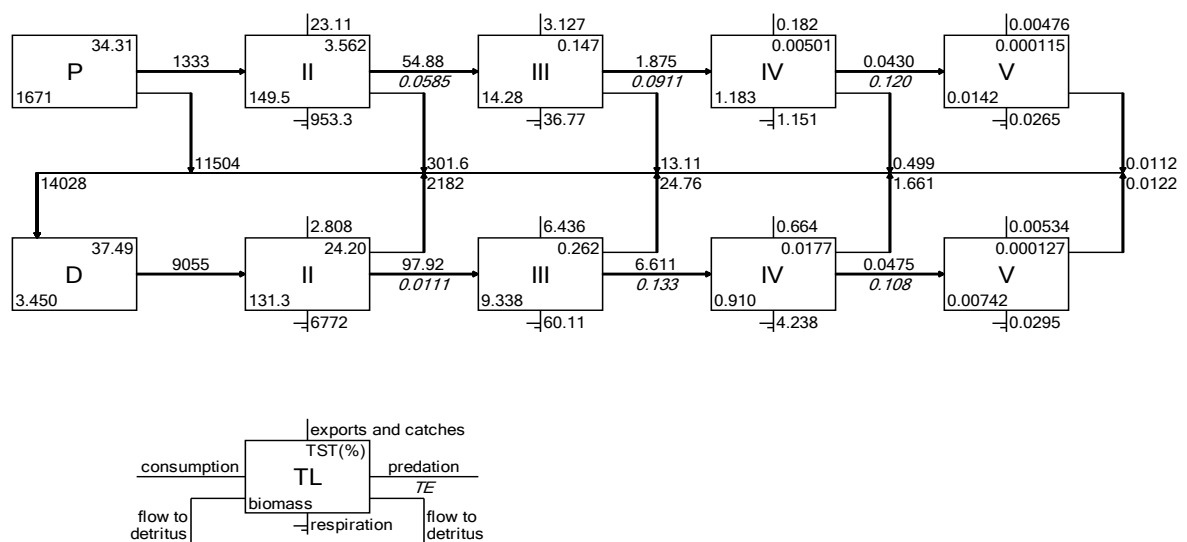 23.11 3.127 0.182 0.00476
34.31 3.562 0.147 0.00501 0.000115
P 1333 II 54.88 III 1.875 IV 0.0430 V
0.0585 0.0911 0.120
1671 149.5 14.28 1.183 0.0142
953.3 36.77 1.151 0.0265
11504 301.6 13.11 0.499 0.0112
14028 2182 24.76 1.661 0.0122
2.808 6.436 0.664 0.00534
37.49 24.20 0.262 0.0177 0.000127
D 9055 II 97.92 III 6.611 IV 0.0475 V
0.0111 0.133 0.108
3.450 131.3 9.338 0.910 0.00742
6772 60.11 4.238 0.0295
exports and catches
TST(%)
consumption TL predation
TE
biomass
flow to respiration flow to
detritus detritus